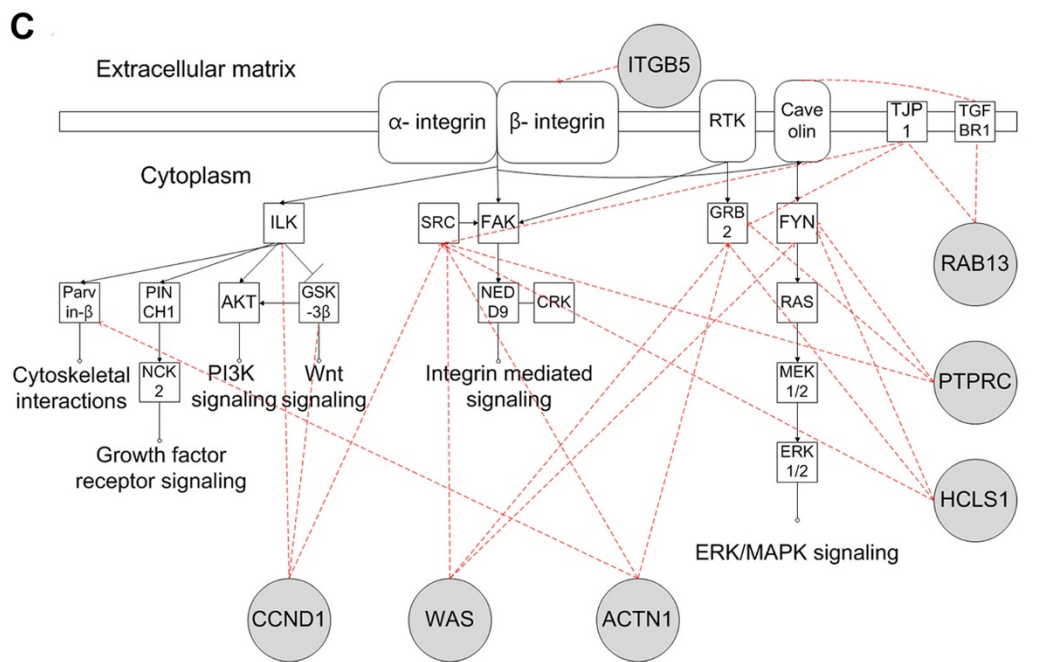 C
ITGB5
Extracellular matrix
α- integrin
β- integrin
RTK
Cave
olin
TJP
1
TGF
BR1
Cytoplasm
ILK
SRC
FAK
GRB
2
FYN
RAB13
Parv
in-β
PIN
CH1
AKT
GSK
-3β
NED
D9
CRK
RAS
Cytoskeletal
interactions
NCK
2
PI3K
signaling
Wnt
signaling
Integrin mediated
signaling
MEK
1/2
PTPRC
Growth factor
receptor signaling
ERK
1/2
HCLS1
ERK/MAPK signaling
CCND1
WAS
ACTN1